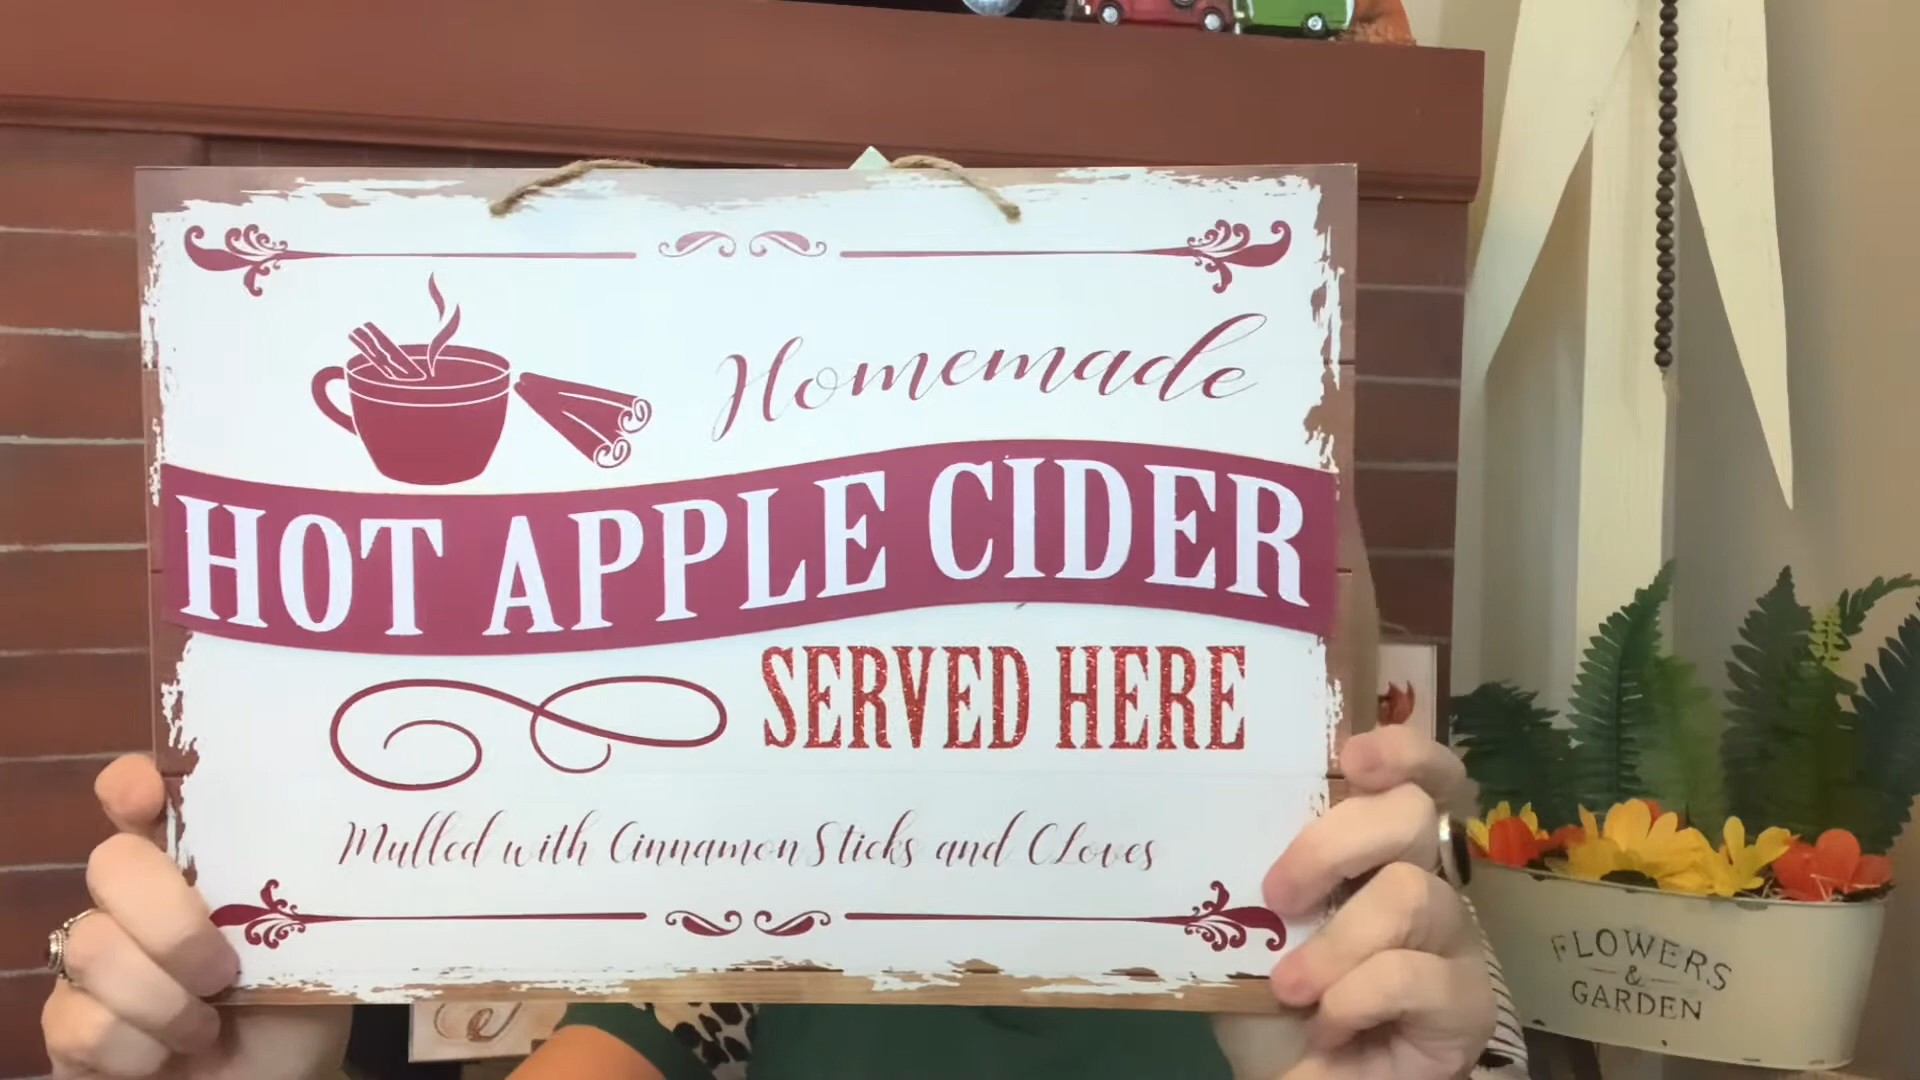 Homemade
HOT APPLE CIDER
SERVED HERE
Mulled with Cinnamon Sticks and CLoves
FLOWERS
&
GARDEN